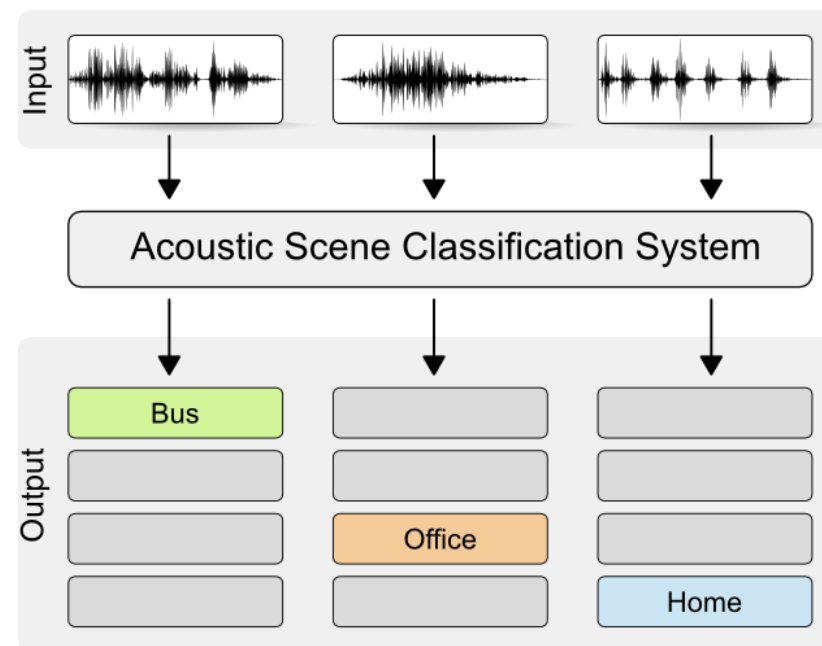 Input
Acoustic Scene Classification System
Output
Bus
Office
Home